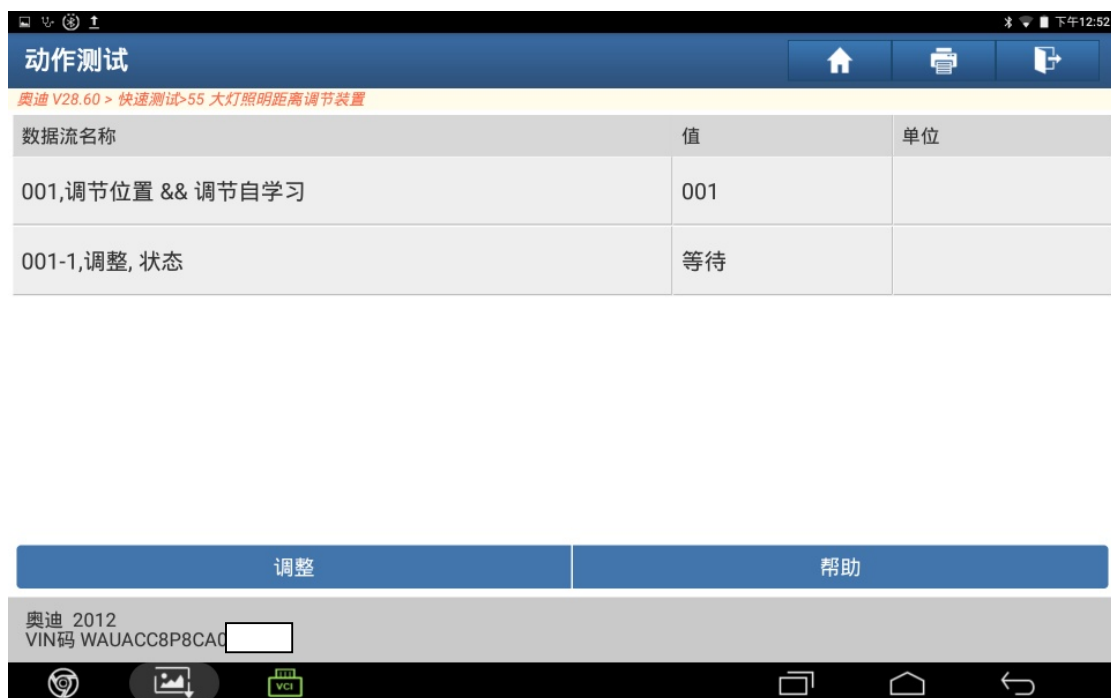 下午12:52
动作测试
奥迪 V28.60 > 快速测试>55 大灯照明距离调节装置
数据流名称 值 单位
001,调节位置 && 调节自学习 001
001-1,调整, 状态 等待
调整 帮助
奥迪 2012
VIN码 WAUACC8P8CA0
VCI